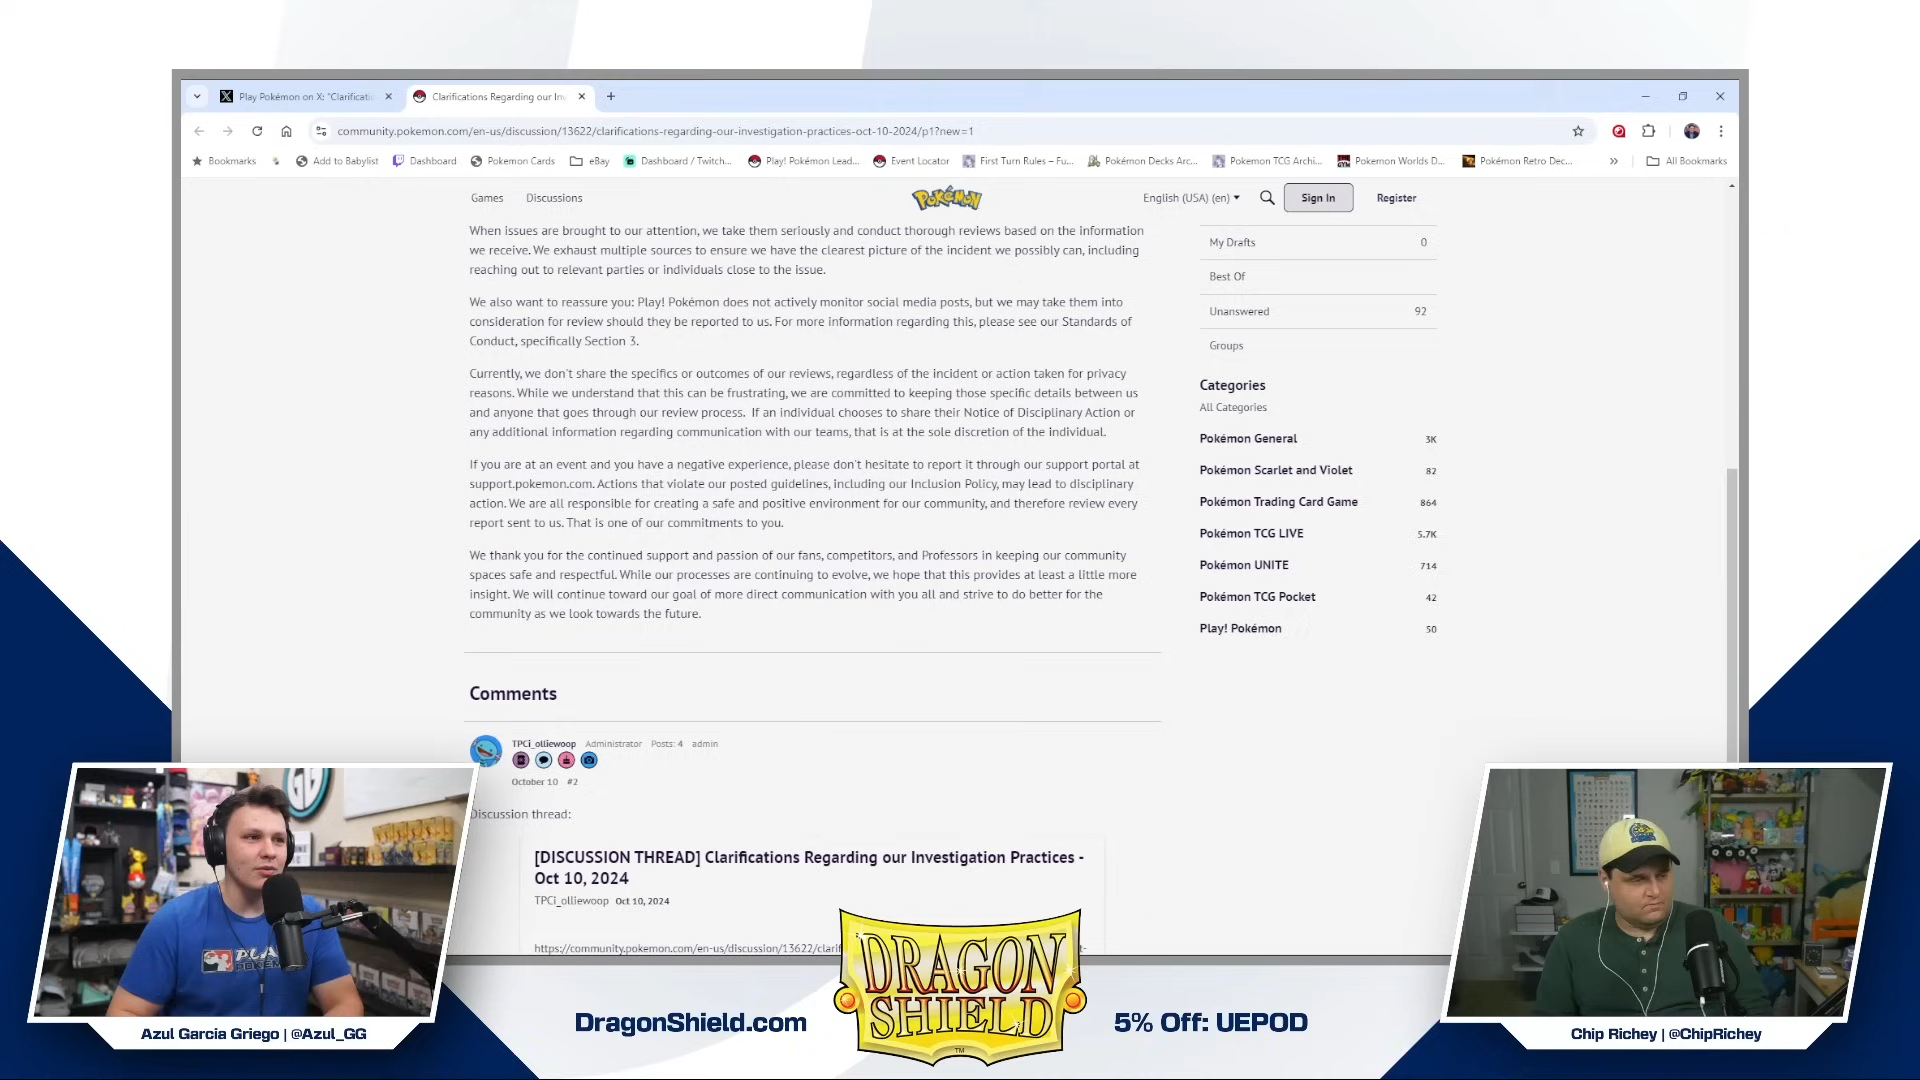 Play Pokémon on X: "Clarificati
Clarifications Regarding our Inv
community.pokemon.com/en-us/discussion/13622/clarifications-regarding-our-investigation-practices-oct-10-2024/p1?new=1
Bookmarks
Add to Babylist
Dashboard
Pokemon Cards
eBay
Dashboard / Twitch...
Play! Pokémon Lead...
Event Locator
First Turn Rules – Fu...
Pokémon Decks Arc...
Pokemon TCG Archi...
Pokemon Worlds D...
Pokémon Retro Dec...
All Bookmarks
Games
Discussions
POKéMON
English (USA) (en)
Sign In
Register
When issues are brought to our attention, we take them seriously and conduct thorough reviews based on the information
we receive. We exhaust multiple sources to ensure we have the clearest picture of the incident we possibly can, including
reaching out to relevant parties or individuals close to the issue.
We also want to reassure you: Play! Pokémon does not actively monitor social media posts, but we may take them into
consideration for review should they be reported to us. For more information regarding this, please see our Standards of
Conduct, specifically Section 3.
Currently, we don't share the specifics or outcomes of our reviews, regardless of the incident or action taken for privacy
reasons. While we understand that this can be frustrating, we are committed to keeping those specific details between us
and anyone that goes through our review process. If an individual chooses to share their Notice of Disciplinary Action or
any additional information regarding communication with our teams, that is at the sole discretion of the individual.
If you are at an event and you have a negative experience, please don't hesitate to report it through our support portal at
support.pokemon.com. Actions that violate our posted guidelines, including our Inclusion Policy, may lead to disciplinary
action. We are all responsible for creating a safe and positive environment for our community, and therefore review every
report sent to us. That is one of our commitments to you.
We thank you for the continued support and passion of our fans, competitors, and Professors in keeping our community
spaces safe and respectful. While our processes are continuing to evolve, we hope that this provides at least a little more
insight. We will continue toward our goal of more direct communication with you all and strive to do better for the
community as we look towards the future.
My Drafts 0
Best Of
Unanswered 92
Groups
Categories
All Categories
Pokémon General 3K
Pokémon Scarlet and Violet 82
Pokémon Trading Card Game 864
Pokémon TCG LIVE 5.7K
Pokémon UNITE 714
Pokémon TCG Pocket 42
Play! Pokémon 50
Comments
TPCi_olliewoop Administrator Posts: 4 admin
October 10 #2
Discussion thread:
[DISCUSSION THREAD] Clarifications Regarding our Investigation Practices -
Oct 10, 2024
TPCi_olliewoop Oct 10, 2024
https://community.pokemon.com/en-us/discussion/13622/clarif
PLA
POKÉM
Azul Garcia Griego | @Azul_GG
DragonShield.com
DRAGON
SHIELD
TM
5% Off: UEPOD
Chip Richey | @ChipRichey